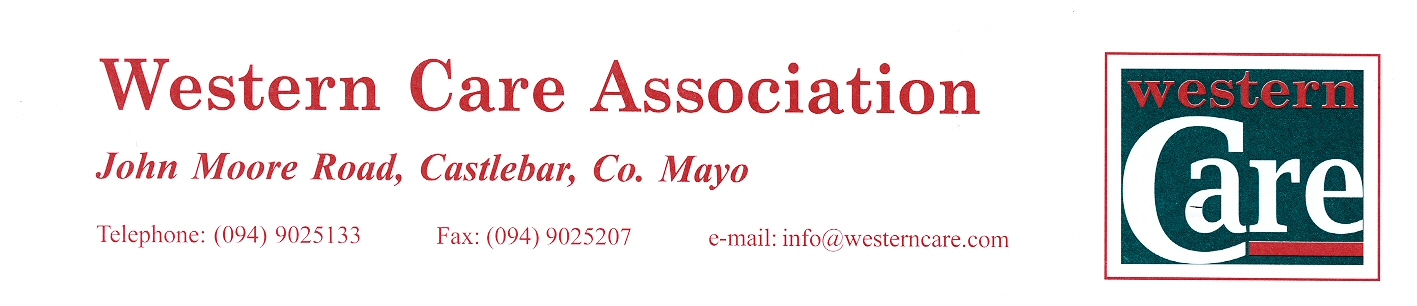 Western Care Association
John Moore Road, Castlebar, Co. Mayo
Telephone: (094) 9025133 Fax: (094) 9025207 e-mail: info@westerncare.com
western
Care